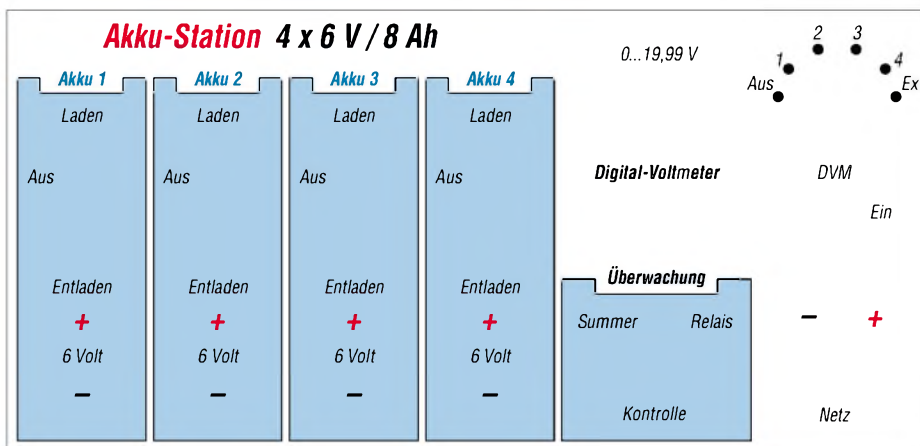 Akku-Station 4 x 6 V / 8 Ah
Akku 1
Laden
Aus
Entladen
+
6 Volt
−
Akku 2
Laden
Aus
Entladen
+
6 Volt
−
Akku 3
Laden
Aus
Entladen
+
6 Volt
−
Akku 4
Laden
Aus
Entladen
+
6 Volt
−
0...19,99 V
Digital-Voltmeter
Überwachung
Summer Relais
Kontrolle
Aus 1 2 3 4 Ex
DVM
Ein
− +
Netz